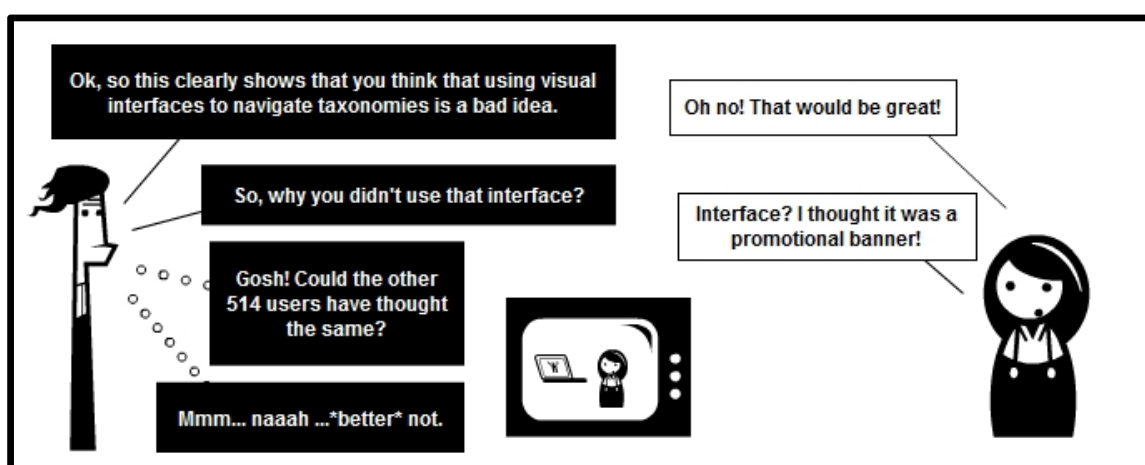 Ok, so this clearly shows that you think that using visual
interfaces to navigate taxonomies is a bad idea.
Oh no! That would be great!
So, why you didn't use that interface?
Interface? I thought it was a
promotional banner!
Gosh! Could the other
514 users have thought
the same?
Mmm... naaah ...*better* not.